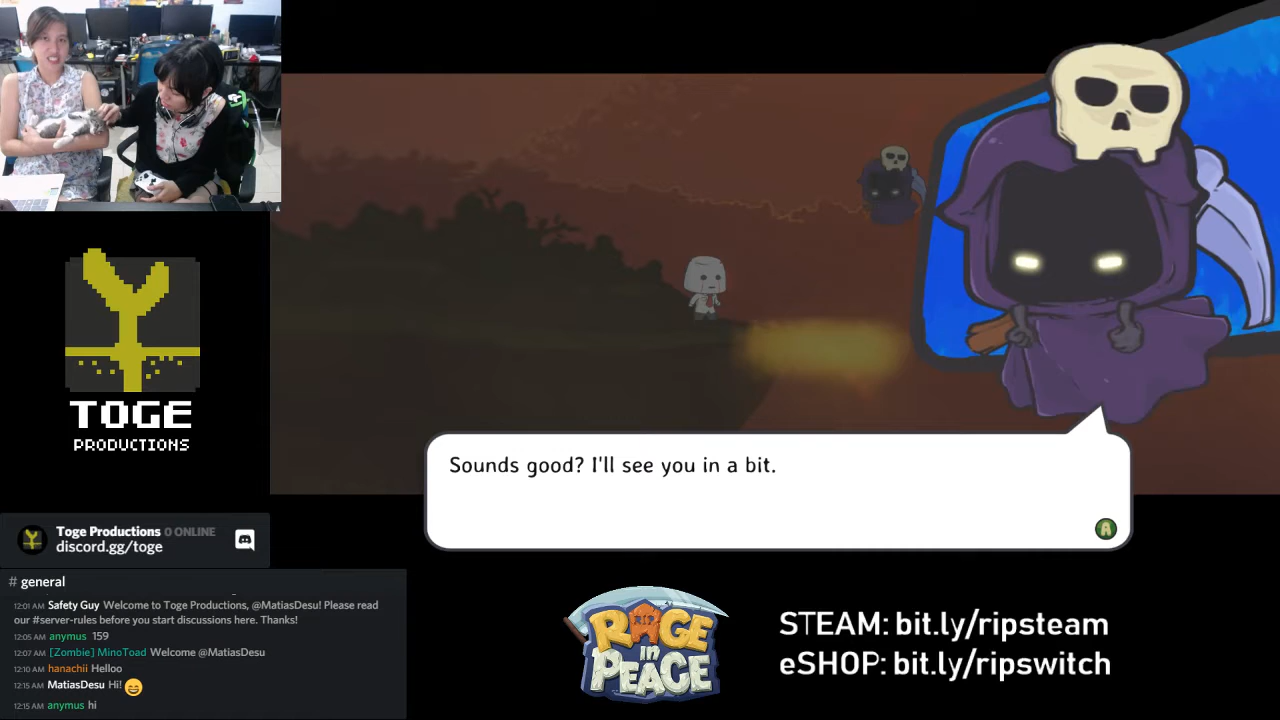 Sounds good? I'll see you in a bit.
A
TOGE
PRODUCTIONS
Toge Productions 0 ONLINE
discord.gg/toge
# general
12:01 AM Safety Guy Welcome to Toge Productions, @MatiasDesu! Please read
our #server-rules before you start discussions here. Thanks!
12:05 AM anymus 159
12:07 AM [Zombie] MinoToad Welcome @MatiasDesu
12:10 AM hanachii Helloo
12:15 AM MatiasDesu Hi!
12:15 AM anymus hi
RIP
RAGE
in
PEACE
STEAM: bit.ly/ripsteam
eSHOP: bit.ly/ripswitch